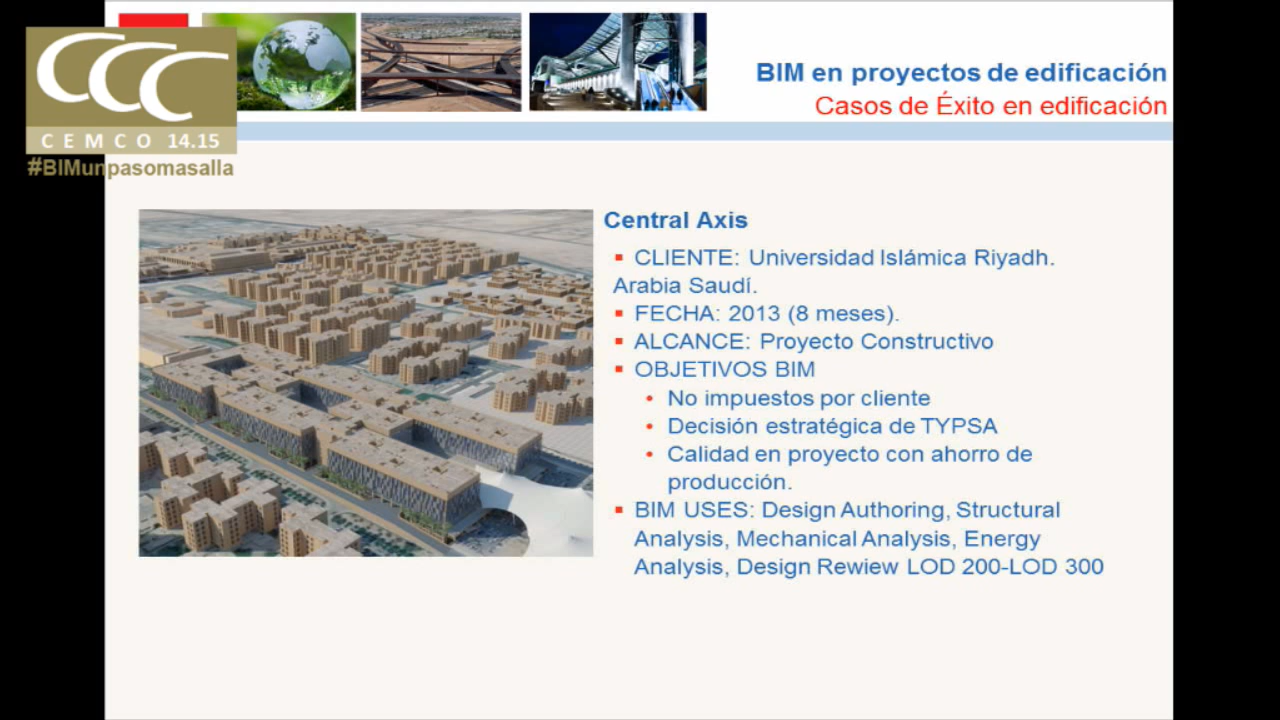 CCC
CEMCO 14.15
#BIMunpasomasalla
BIM en proyectos de edificación
Casos de Éxito en edificación
Central Axis
CLIENTE: Universidad Islámica Riyadh.
Arabia Saudí.
FECHA: 2013 (8 meses).
ALCANCE: Proyecto Constructivo
OBJETIVOS BIM
No impuestos por cliente
Decisión estratégica de TYPSA
Calidad en proyecto con ahorro de
producción.
BIM USES: Design Authoring, Structural
Analysis, Mechanical Analysis, Energy
Analysis, Design Rewiew LOD 200-LOD 300